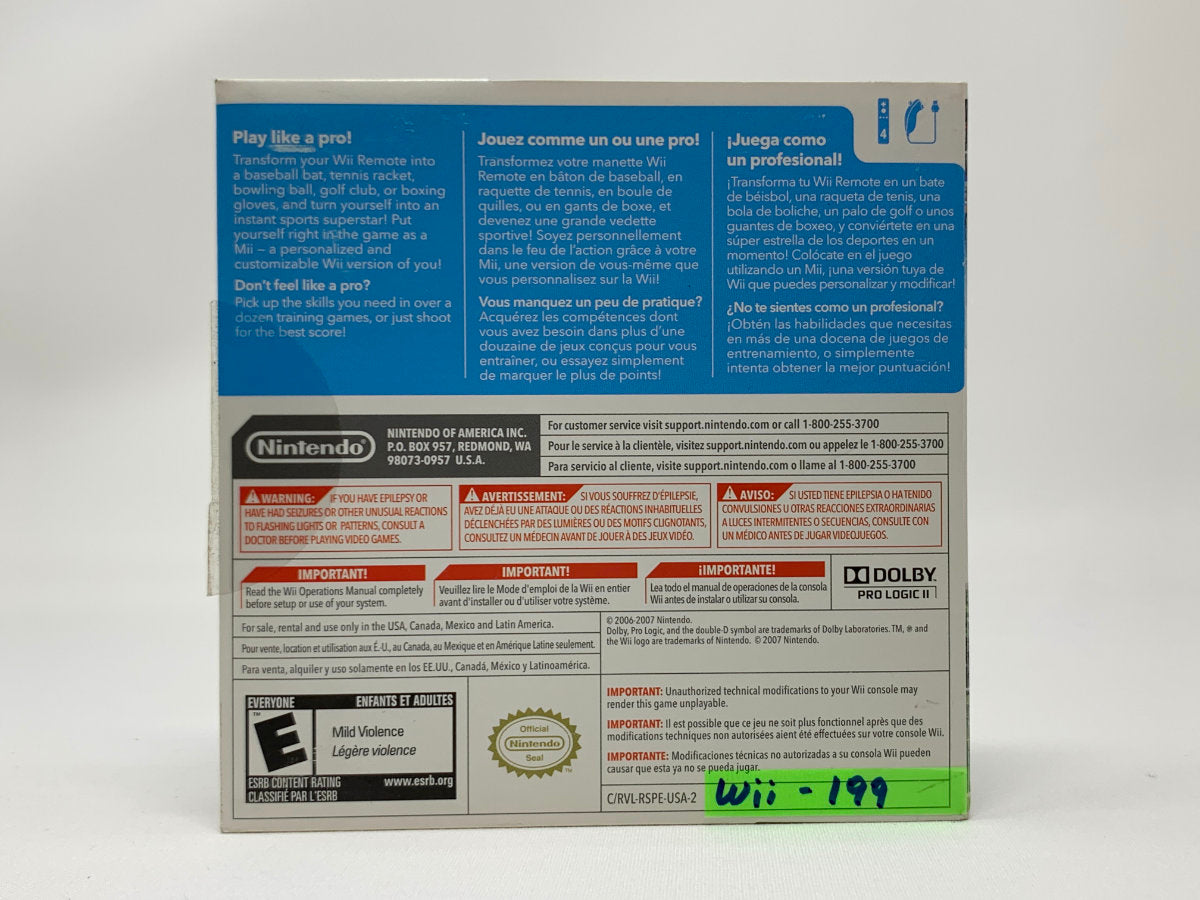 Play like a pro!
Transform your Wii Remote into
a baseball bat, tennis racket,
bowling ball, golf club, or boxing
gloves, and turn yourself into an
instant sports superstar! Put
yourself right in the game as a
Mii – a personalized and
customizable Wii version of you!
Don't feel like a pro?
Pick up the skills you need in over a
dozen training games, or just shoot
for the best score!
Jouez comme un ou une pro!
Transformez votre manette Wii
Remote en bâton de baseball, en
raquette de tennis, en boule de
quilles, ou en gants de boxe, et
devenez une grande vedette
sportive! Soyez personnellement
dans le feu de l'action grâce à votre
Mii, une version de vous-même que
vous personnalisez sur la Wii!
Vous manquez un peu de pratique?
Acquérez les compétences dont
vous avez besoin dans plus d'une
douzaine de jeux conçus pour vous
entraîner, ou essayez simplement
de marquer le plus de points!
¡Juega como
un profesional!
¡Transforma tu Wii Remote en un bate
de béisbol, una raqueta de tenis, una
bola de boliche, un palo de golf o unos
guantes de boxeo, y conviértete en una
súper estrella de los deportes en un
momento! Colócate en el juego
utilizando un Mii, ¡una versión tuya de
Wii que puedes personalizar y modificar!
¿No te sientes como un profesional?
¡Obtén las habilidades que necesitas
en más de una docena de juegos de
entrenamiento, o simplemente
intenta obtener la mejor puntuación!
4
Nintendo
NINTENDO OF AMERICA INC.
P.O. BOX 957, REDMOND, WA
98073-0957 U.S.A.
For customer service visit support.nintendo.com or call 1-800-255-3700
Pour le service à la clientèle, visitez support.nintendo.com ou appelez le 1-800-255-3700
Para servicio al cliente, visite support.nintendo.com o llame al 1-800-255-3700
WARNING: IF YOU HAVE EPILEPSY OR
HAVE HAD SEIZURES OR OTHER UNUSUAL REACTIONS
TO FLASHING LIGHTS OR PATTERNS, CONSULT A
DOCTOR BEFORE PLAYING VIDEO GAMES.
AVERTISSEMENT: SI VOUS SOUFFREZ D'ÉPILEPSIE,
AVEZ DÉJÀ EU UNE ATTAQUE OU DES RÉACTIONS INHABITUELLES
DÉCLENCHÉES PAR DES LUMIÈRES OU DES MOTIFS CLIGNOTANTS,
CONSULTEZ UN MÉDECIN AVANT DE JOUER À DES JEUX VIDÉO.
AVISO: SI USTED TIENE EPILEPSIA O HA TENIDO
CONVULSIONES U OTRAS REACCIONES EXTRAORDINARIAS
A LUCES INTERMITENTES O SECUENCIAS, CONSULTE CON
UN MÉDICO ANTES DE JUGAR VIDEOJUEGOS.
IMPORTANT!
Read the Wii Operations Manual completely
before setup or use of your system.
IMPORTANT!
Veuillez lire le Mode d'emploi de la Wii en entier
avant d'installer ou d'utiliser votre système.
¡IMPORTANTE!
Lea todo el manual de operaciones de la consola
Wii antes de instalar o utilizar su consola.
DOLBY
PRO LOGIC II
For sale, rental and use only in the USA, Canada, Mexico and Latin America.
Pour vente, location et utilisation aux É.-U., au Canada, au Mexique et en Amérique Latine seulement.
Para venta, alquiler y uso solamente en los EE.UU., Canadá, México y Latinoamérica.
© 2006-2007 Nintendo.
Dolby, Pro Logic, and the double-D symbol are trademarks of Dolby Laboratories. TM, ® and
the Wii logo are trademarks of Nintendo. © 2007 Nintendo.
EVERYONE ENFANTS ET ADULTES
E
TM
Mild Violence
Légère violence
ESRB CONTENT RATING www.esrb.org
CLASSIFIÉ PAR L'ESRB
Official
Nintendo
Seal
TM
IMPORTANT: Unauthorized technical modifications to your Wii console may
render this game unplayable.
IMPORTANT: Il est possible que ce jeu ne soit plus fonctionnel après que des
modifications techniques non autorisées aient été effectuées sur votre console Wii.
IMPORTANTE: Modificaciones técnicas no autorizadas a su consola Wii pueden
causar que esta ya no se pueda jugar.
C/RVL-RSPE-USA-2
Wii - 199